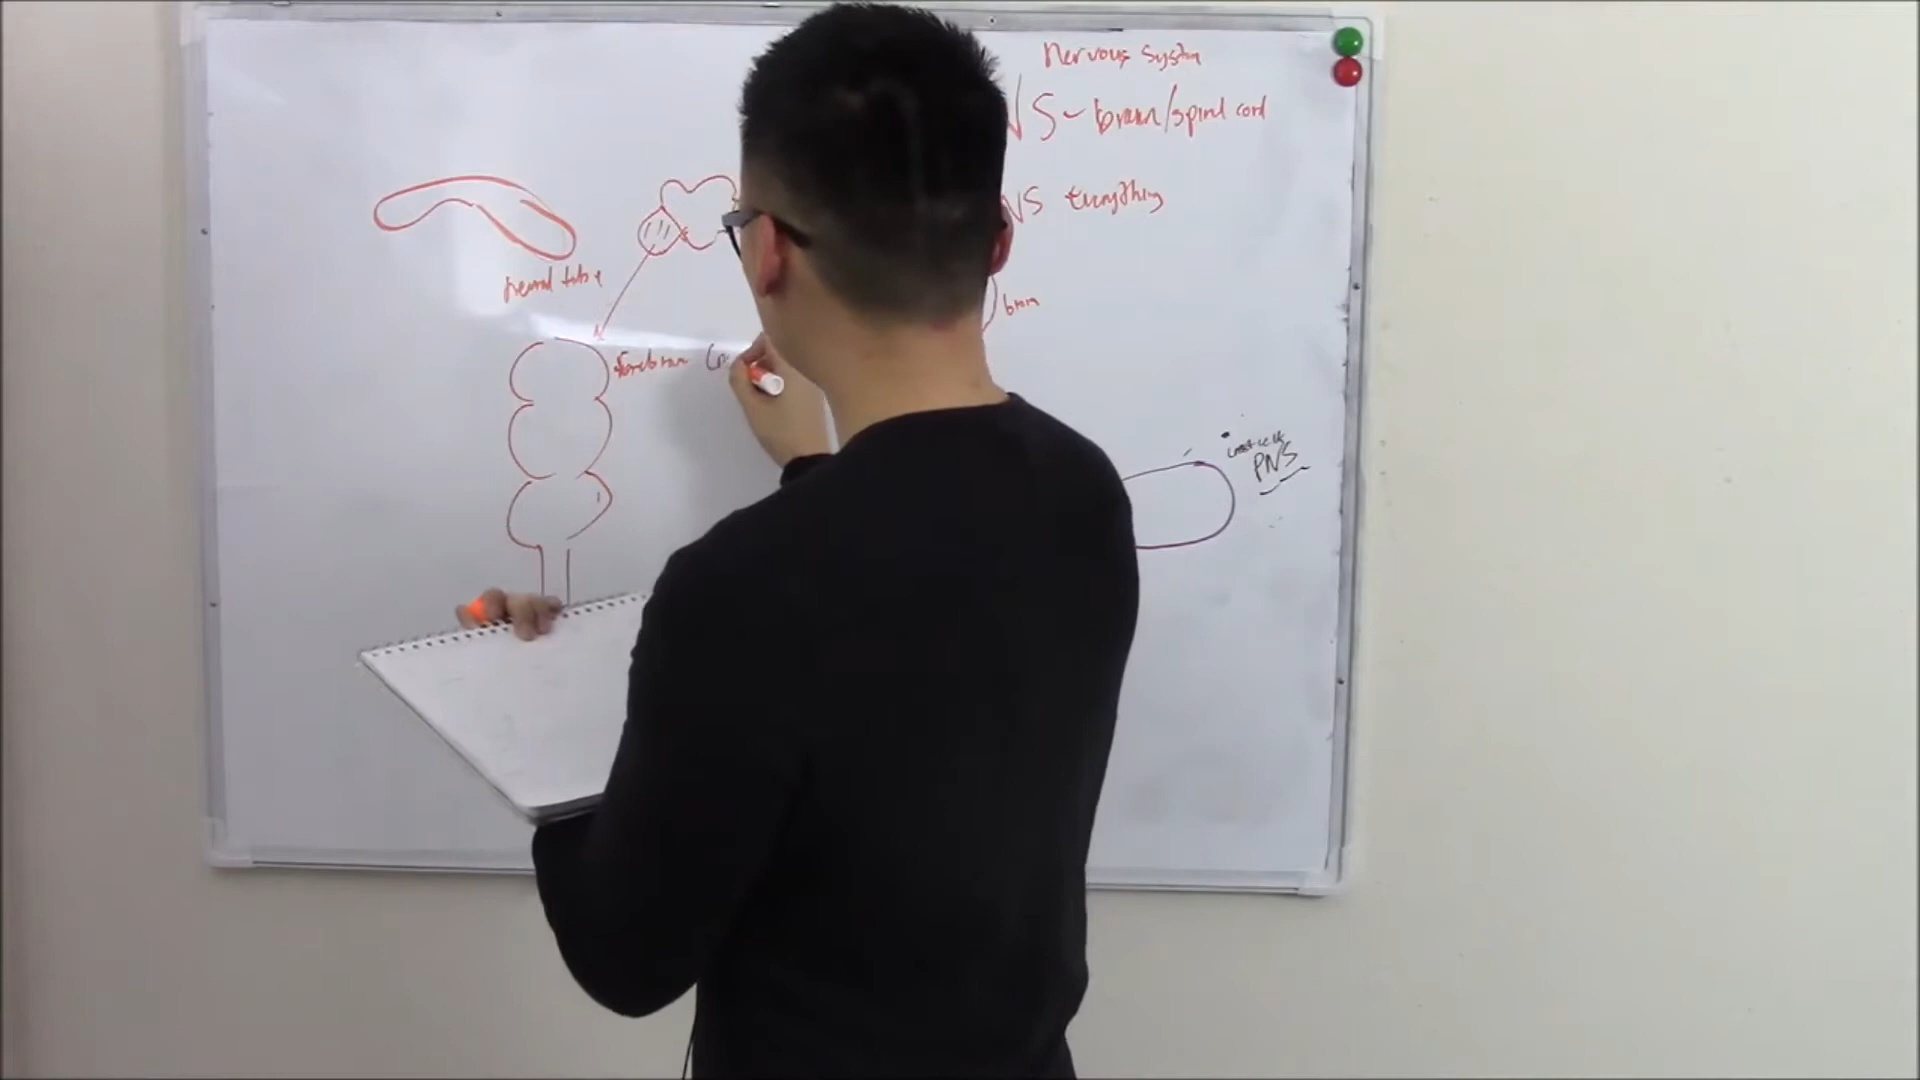 Nervous System
NS - brain/spinal cord
NS Everything
neural tube
brain
forebrain (
PNS